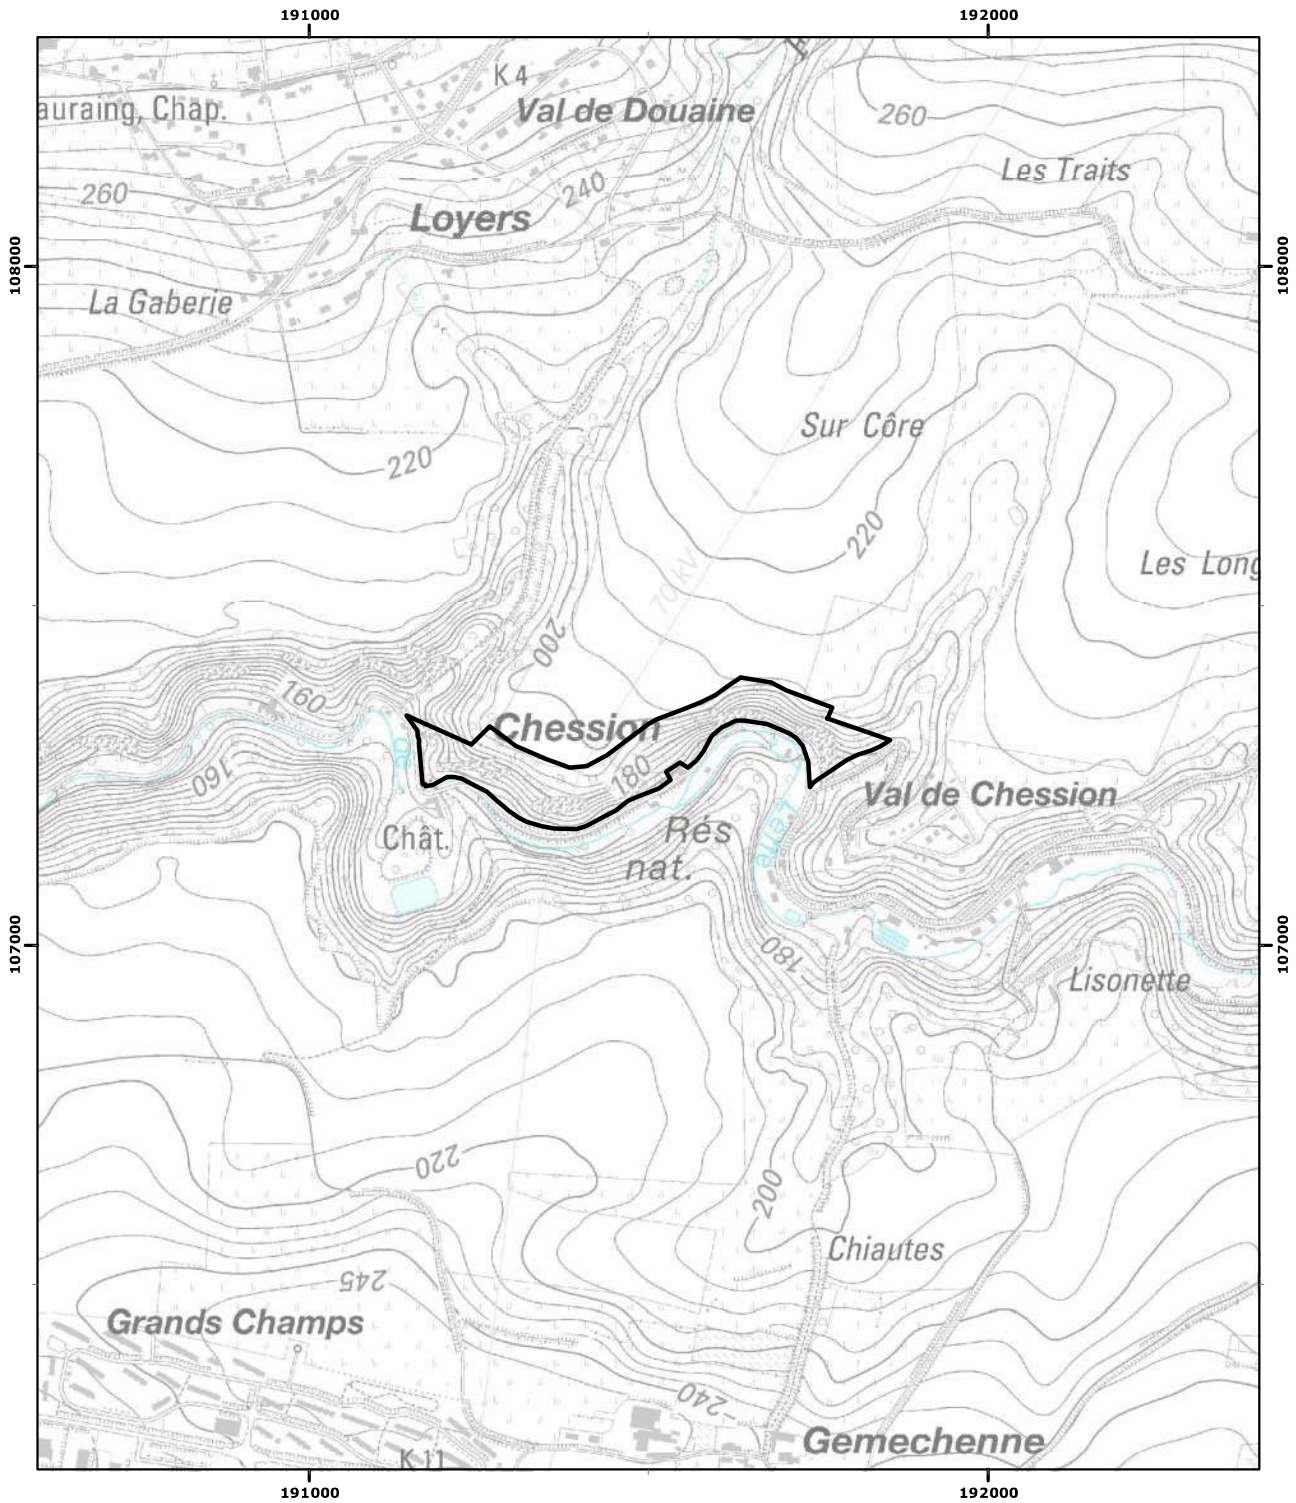 191000
192000
K 4
auraing, Chap.
Val de Douaine
260
Les Traits
260
240
Loyers
108000
108000
La Gaberie
Sur Côre
220
220
Les Long
70 kV
200
160
Chession
160
180
Val de Chession
Chât.
Rés
nat.
Leffe
107000
107000
180
Lisonette
220
200
Chiautes
245
Grands Champs
240
Gemechenne
K 11
191000
192000